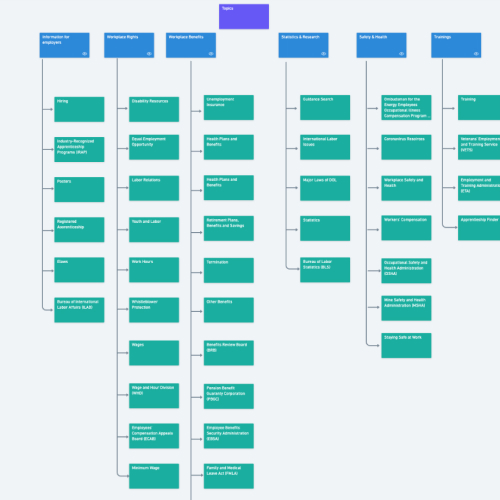 Topics
Information for
employers
Workplace Rights
Workplace Benefits
Statistics & Research
Safety & Health
Trainings
Hiring
Industry-Recognized
Apprenticeship
Programs (IRAP)
Posters
Registered
Apprenticeship
Bureau of International
Labor Affairs (ILAB)
Disability Resources
Equal Employment
Opportunity
Labor Relations
Youth and Labor
Work Hours
Whistleblower
Protection
Wages
Wage and Hour Division
(WHD)
Employees'
Compensation Appeals
Board (ECAB)
Minimum Wage
Unemployment
Insurance
Health Plans and
Benefits
Health Plans and
Benefits
Retirement Plans,
Benefits and Savings
Termination
Other Benefits
Benefits Review Board
(BRB)
Pension Benefit
Guaranty Corporation
(PBGC)
Employee Benefits
Security Administration
(EBSA)
Family and Medical
Leave Act (FMLA)
Guidance Search
International Labor
Issues
Major Laws of DOL
Statistics
Bureau of Labor
Statistics (BLS)
Ombudsman for the
Energy Employees
Occupational Illness
Compensation Program...
Coronavirus Resources
Workplace Safety and
Health
Workers' Compensation
Occupational Safety and
Health Administration
(OSHA)
Mine Safety and Health
Administration (MSHA)
Staying Safe at Work
Training
Veterans' Employment
and Training Service
(VETS)
Employment and
Training Administration
(ETA)
Apprenticeship Finder